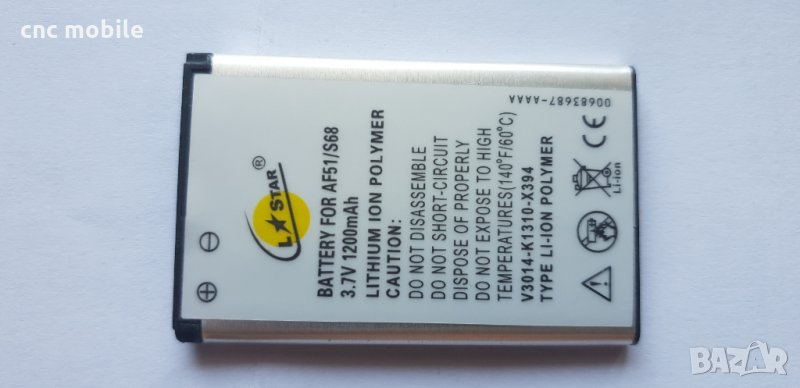 cnc mobile
L★STAR®
BATTERY FOR AF51/S68
3.7V 1200mAh
LITHIUM ION POLYMER
CAUTION:
DO NOT DISASSEMBLE
DO NOT SHORT-CIRCUIT
DISPOSE OF PROPERLY
DO NOT EXPOSE TO HIGH
TEMPERATURES(140°F/60°C)
V3014-K1310-X394
TYPE LI-ION POLYMER
Li-ion
CE
00683687-AAAA
BAZAR